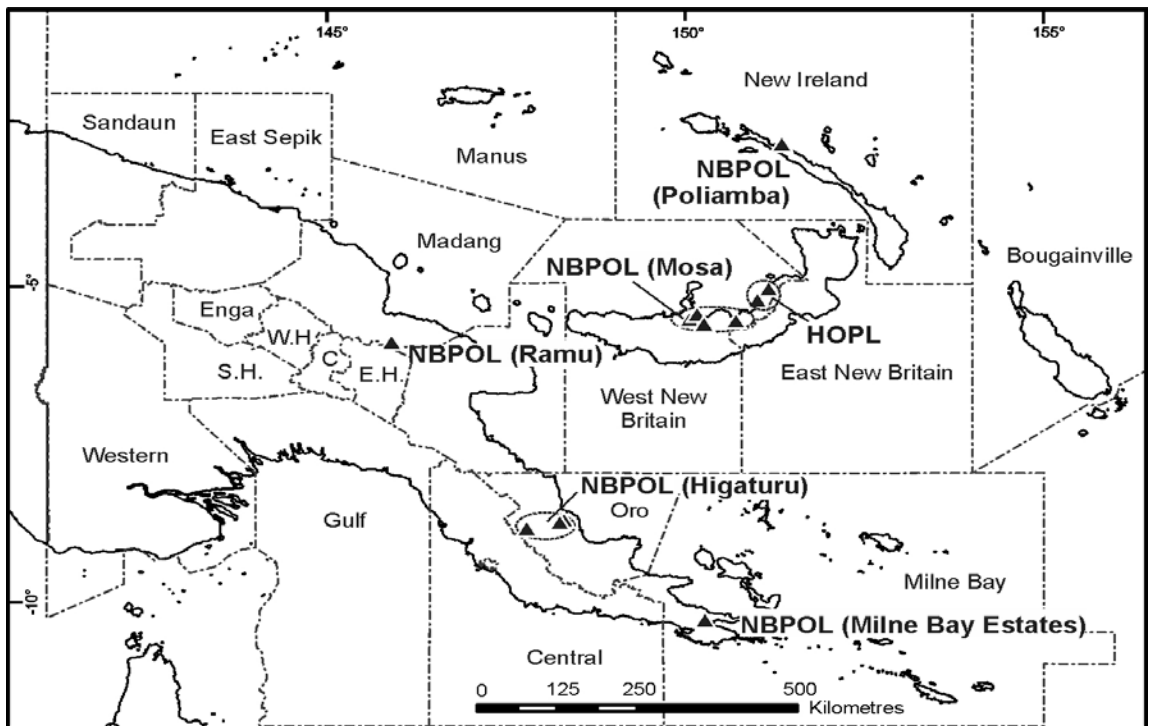 145°
150°
155°
New Ireland
Sandaun
East Sepik
Manus
NBPOL
(Poliamba)
Madang
Bougainville
NBPOL (Mosa)
-5°
Enga
W.H.
HOPL
NBPOL (Ramu)
C
S.H.
E.H.
East New Britain
West New
Britain
Western
NBPOL (Higaturu)
Gulf
Oro
Milne Bay
-10°
NBPOL (Milne Bay Estates)
Central
0 125 250 500
Kilometres